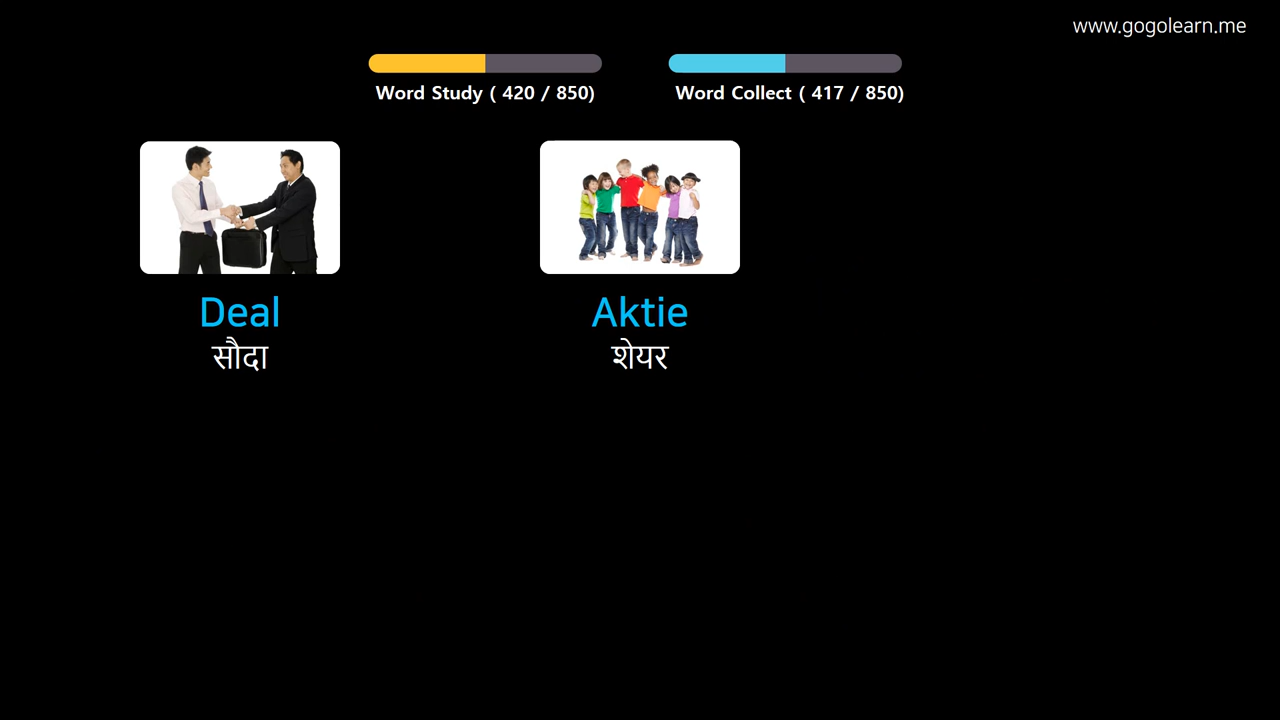 www.gogolearn.me
Word Study ( 420 / 850)
Word Collect ( 417 / 850)
Deal
सौदा
Aktie
शेयर